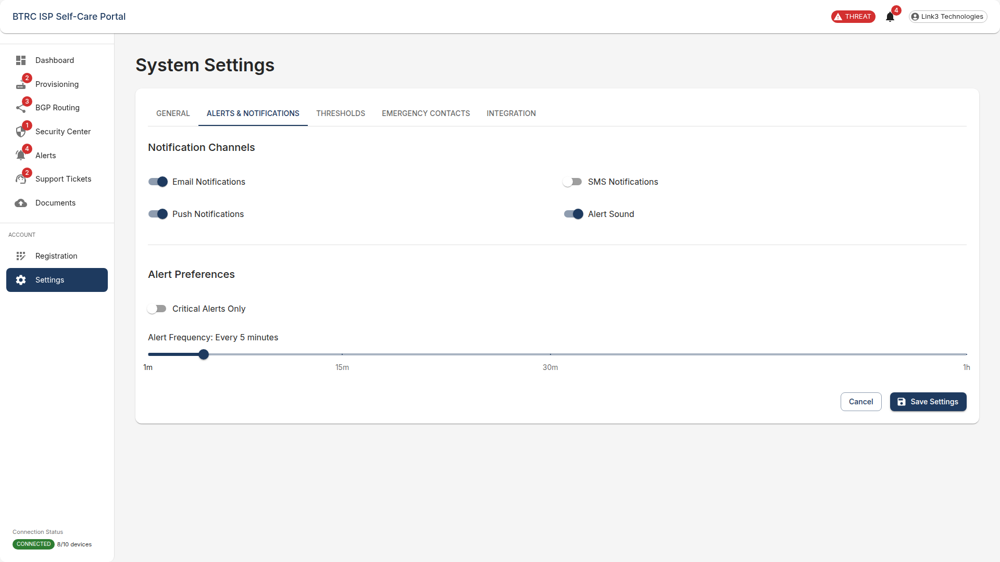 BTRC ISP Self-Care Portal
THREAT
4
Link3 Technologies
Dashboard
2
Provisioning
3
BGP Routing
1
Security Center
4
Alerts
2
Support Tickets
Documents
ACCOUNT
Registration
Settings
Connection Status
CONNECTED 8/10 devices
System Settings
GENERAL ALERTS & NOTIFICATIONS THRESHOLDS EMERGENCY CONTACTS INTEGRATION
Notification Channels
Email Notifications SMS Notifications
Push Notifications Alert Sound
Alert Preferences
Critical Alerts Only
Alert Frequency: Every 5 minutes
1m 15m 30m 1h
Cancel Save Settings